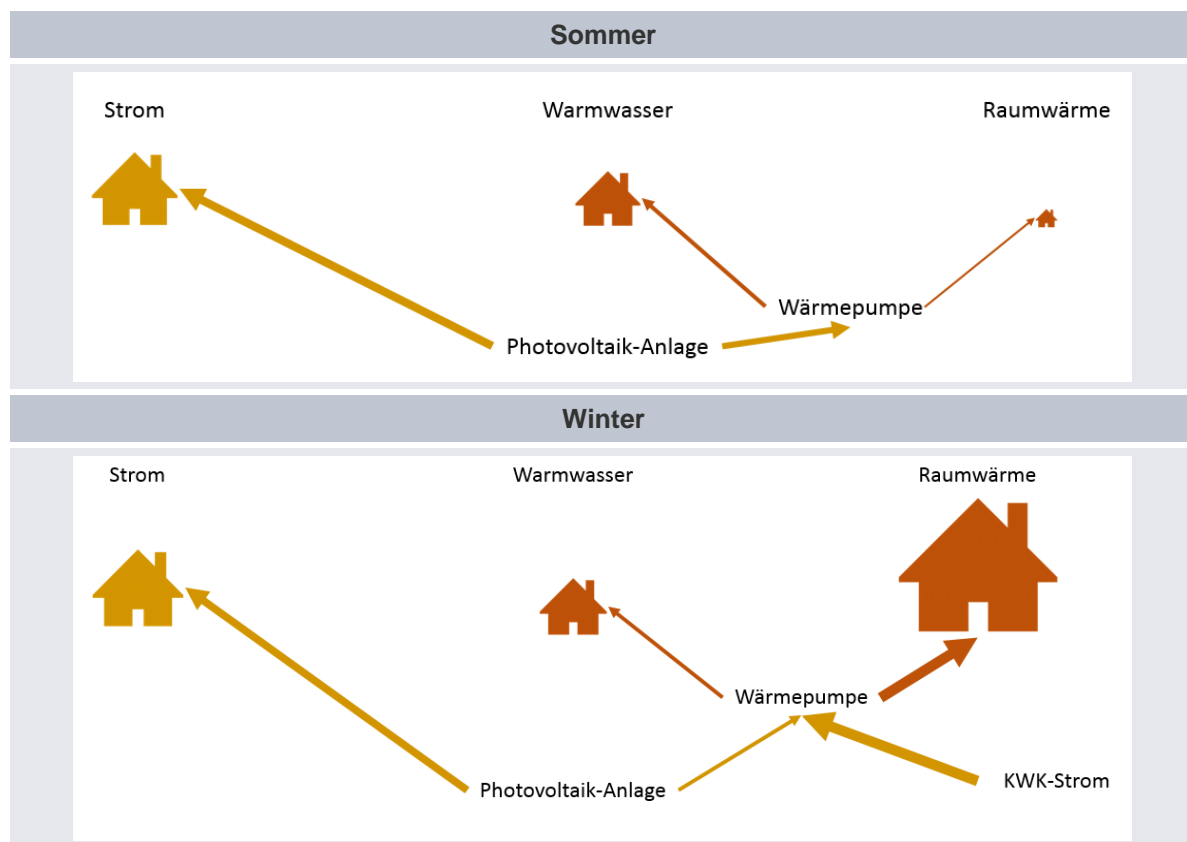 Sommer
Strom
Warmwasser
Raumwärme
Wärmepumpe
Photovoltaik-Anlage
Winter
Strom
Warmwasser
Raumwärme
Wärmepumpe
Photovoltaik-Anlage
KWK-Strom